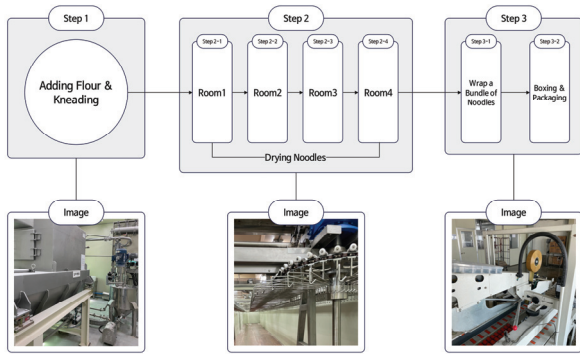 Step 1
Step 2
Step 3
Step 2-1
Step 2-2
Step 2-3
Step 2-4
Step 3-1
Step 3-2
Adding Flour &
Kneading
Room1
Room2
Room3
Room4
Wrap a
Bundle of
Noodles
Boxing &
Packaging
Drying Noodles
Image
Image
Image